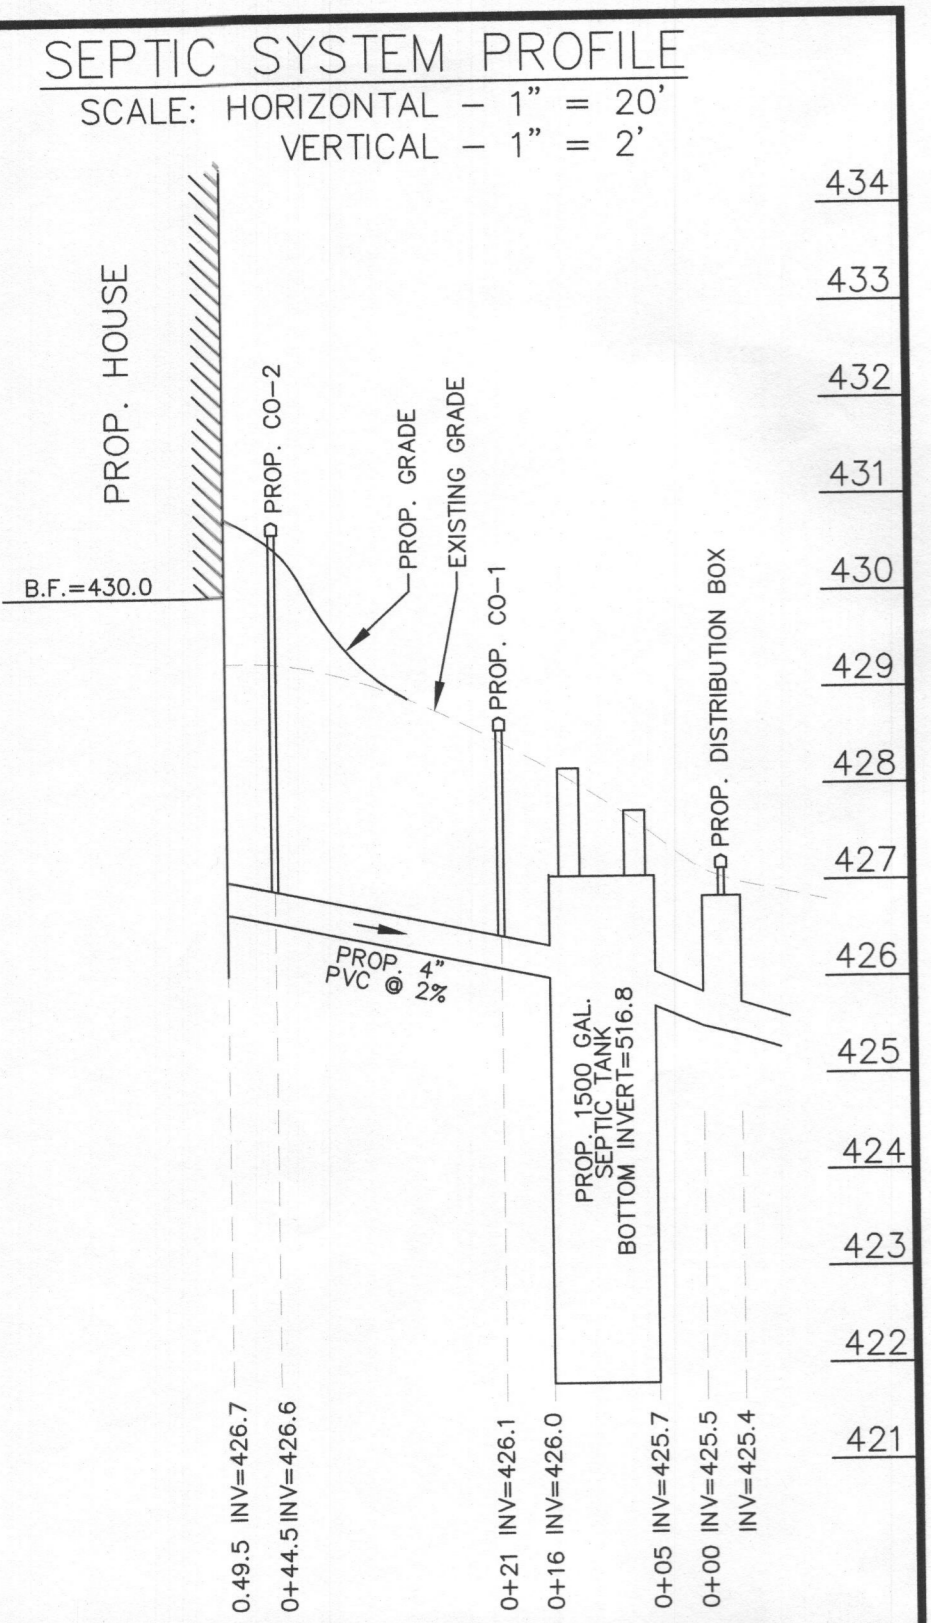 SEPTIC SYSTEM PROFILE
SCALE: HORIZONTAL - 1" = 20'
VERTICAL - 1" = 2'
434
433
432
431
430
429
428
427
426
425
424
423
422
421
PROP. HOUSE
B.F.=430.0
PROP. CO-2
PROP. GRADE
EXISTING GRADE
PROP. CO-1
PROP. DISTRIBUTION BOX
PROP. 4"
PVC @ 2%
PROP. 1500 GAL.
SEPTIC TANK
BOTTOM INVERT=516.8
0.49.5 INV=426.7
0+44.5 INV=426.6
0+21 INV=426.1
0+16 INV=426.0
0+05 INV=425.7
0+00 INV=425.5
INV=425.4